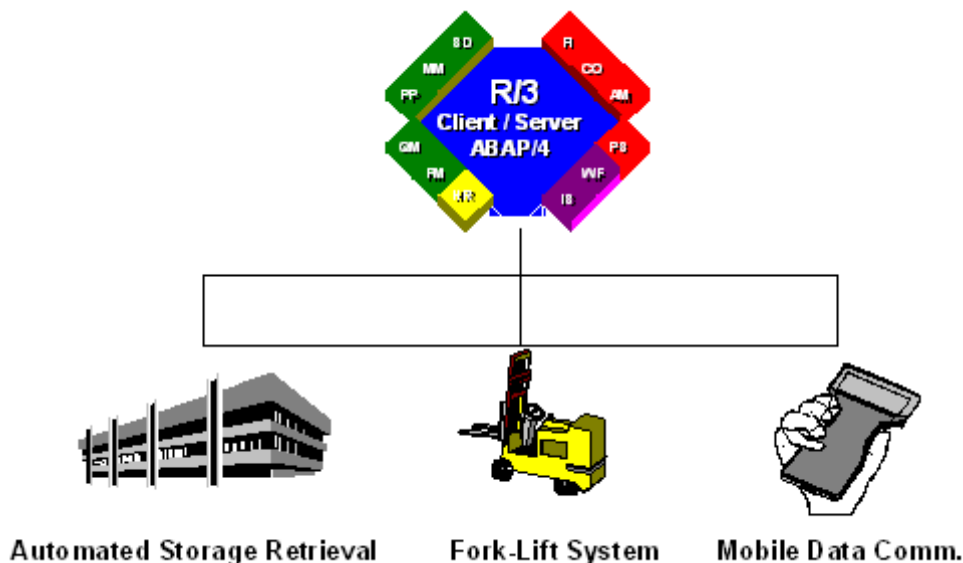 SD
MM
PP
FI
CO
AM
R/3
Client / Server
ABAP/4
QM
PM
HR
PS
WF
IS
Automated Storage Retrieval
Fork-Lift System
Mobile Data Comm.